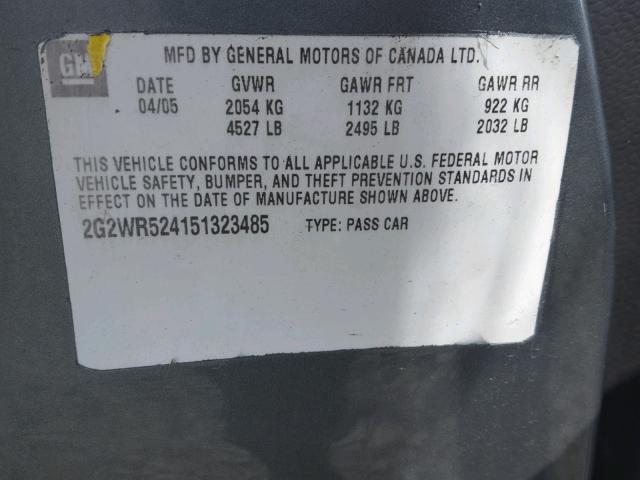 GM
MFD BY GENERAL MOTORS OF CANADA LTD.
DATE GVWR GAWR FRT GAWR RR
04/05 2054 KG 1132 KG 922 KG
4527 LB 2495 LB 2032 LB
THIS VEHICLE CONFORMS TO ALL APPLICABLE U.S. FEDERAL MOTOR
VEHICLE SAFETY, BUMPER, AND THEFT PREVENTION STANDARDS IN
EFFECT ON THE DATE OF MANUFACTURE SHOWN ABOVE.
2G2WR524151323485 TYPE: PASS CAR